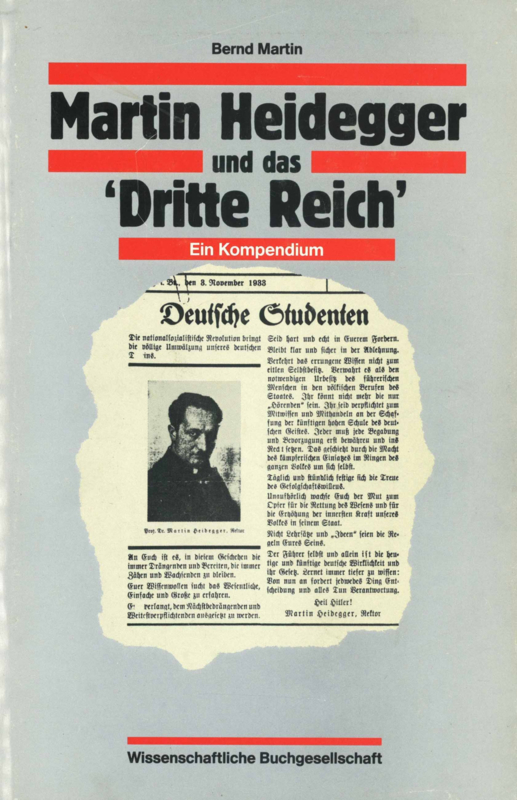 Bernd Martin
Martin Heidegger
und das
‘Dritte Reich’
Ein Kompendium
den 3. November 1933
Deutsche Studenten
Die nationalsozialistische Revolution bringt
die völlige Umwälzung unseres deutschen
D ins.
Prof. Dr. Martin Heidegger, Rektor
An Euch ist es, in diesem Geschehen die
immer Drängenden und Bereiten, die immer
Zähen und Wachsenden zu bleiben.
Euer Wissenwollen sucht das Wesentliche,
Einfache und Große zu erfahren.
E verlangt, dem Nächstbedrängenden und
Weitestverpflichtenden ausgesetzt zu werden.
Seid hart und echt in Euerem Fordern.
Bleibt klar und sicher in der Ablehnung.
Verkehrt das errungene Wissen nicht zum
eitlen Selbstbesitz. Verwahrt es als den
notwendigen Urbesitz des führerischen
Menschen in den völkischen Berufen des
Staates. Ihr könnt nicht mehr die nur
„Hörenden“ sein. Ihr seid verpflichtet zum
Mitwissen und Mithandeln an der Schaf-
fung der künftigen hohen Schule des deut-
schen Geistes. Jeder muß jede Begabung
und Bevorzugung erst bewähren und ins
Recht setzen. Das geschieht durch die Macht
des kämpferischen Einsatzes im Ringen des
ganzen Volkes um sich selbst.
Täglich und stündlich festige sich die Treue
des Gefolgschaftswillens.
Unaufhörlich wachse Euch der Mut zum
Opfer für die Rettung des Wesens und für
die Erhöhung der innersten Kraft unseres
Volkes in seinem Staat.
Nicht Lehrsätze und „Ideen“ seien die Re-
geln Eures Seins.
Der Führer selbst und allein ist die heu-
tige und künftige deutsche Wirklichkeit und
ihr Gesetz. Lernet immer tiefer zu wissen:
Von nun an fordert jedwedes Ding Ent-
scheidung und alles Tun Verantwortung.
Heil Hitler!
Martin Heidegger, Rektor
Wissenschaftliche Buchgesellschaft